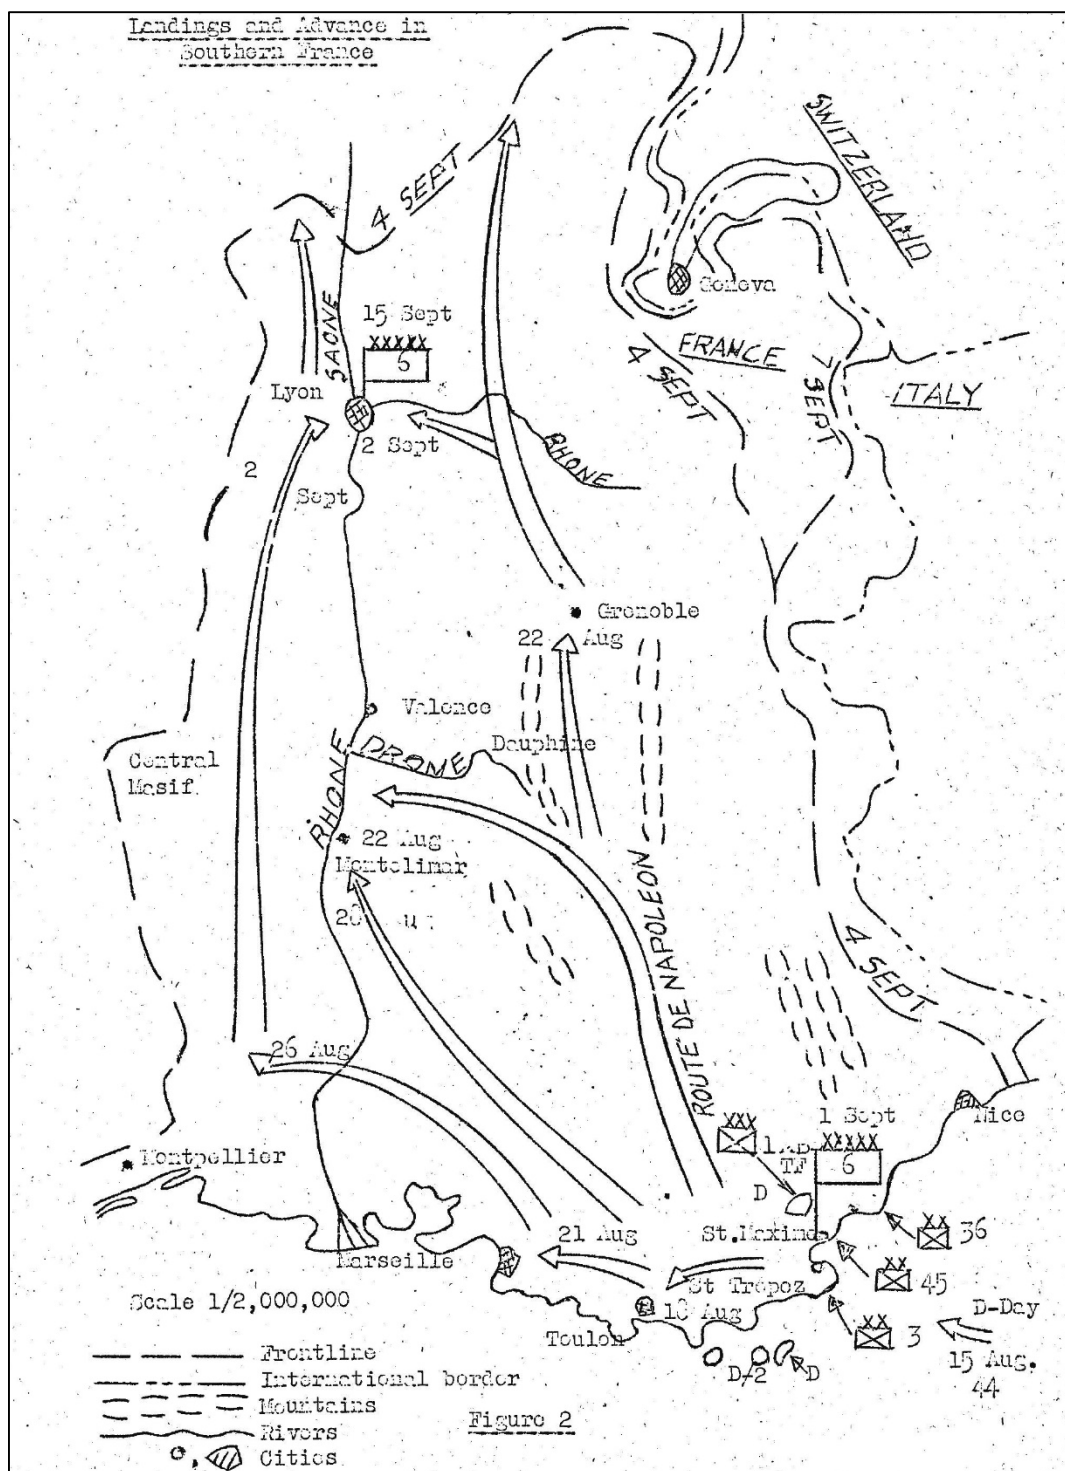 Landings and Advance in
Southern France
SWITZERLAND
4 SEPT
Geneva
15 Sept
XXXXX
6
SAONE
FRANCE
4 SEPT
7 SEPT
ITALY
Lyon
2 Sept
RHONE
2
Sept
Grenoble
22 Aug
Valence
Dauphine
DROME
Central
Masif.
RHONE
22 Aug
Montelimar
ROUTE DE NAPOLEON
4 SEPT
26 Aug
1 Sept
XXX
XXXXX
Nice
TF
6
Montpellier
D
21 Aug
St.Maxime
XX
36
Marseille
XX
45
St Tropez
Scale 1/2,000,000
18 Aug
D-Day
XX
3
Toulon
15 Aug.
44
D-2
D
Frontline
International border
Mountains
Rivers
Cities
Figure 2